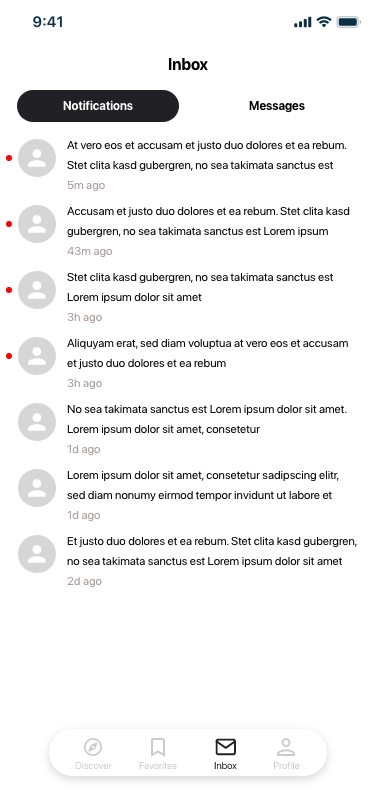 9:41
Inbox
Notifications
Messages
At vero eos et accusam et justo duo dolores et ea rebum.
Stet clita kasd gubergren, no sea takimata sanctus est
5m ago
Accusam et justo duo dolores et ea rebum. Stet clita kasd
gubergren, no sea takimata sanctus est Lorem ipsum
43m ago
Stet clita kasd gubergren, no sea takimata sanctus est
Lorem ipsum dolor sit amet
3h ago
Aliquyam erat, sed diam voluptua at vero eos et accusam
et justo duo dolores et ea rebum
3h ago
No sea takimata sanctus est Lorem ipsum dolor sit amet.
Lorem ipsum dolor sit amet, consetetur
1d ago
Lorem ipsum dolor sit amet, consetetur sadipscing elitr,
sed diam nonumy eirmod tempor invidunt ut labore et
1d ago
Et justo duo dolores et ea rebum. Stet clita kasd gubergren,
no sea takimata sanctus est Lorem ipsum dolor sit amet
2d ago
Discover
Favorites
Inbox
Profile